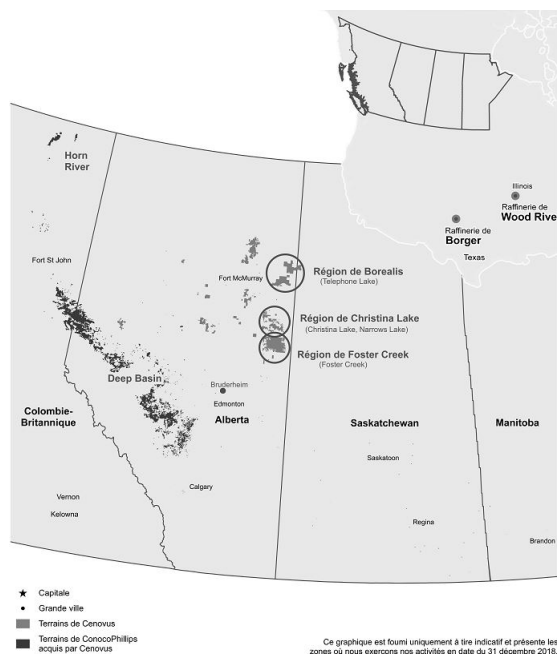 Illinois
Raffinerie de
Wood Rive
Raffinerie de
Borger
Texas
Horn
River
Fort St John
Fort McMurray
Région de Borealis
(Telephone Lake)
Région de Christina Lake
(Christina Lake, Narrows Lake)
Région de Foster Creek
(Foster Creek)
Deep Basin
Bruderheim
Edmonton
Colombie-
Britannique
Alberta
Saskatchewan
Manitoba
Saskatoon
Calgary
Vernon
Kelowna
Regina
Brandon
Capitale
Grande ville
Terrains de Cenovus
Terrains de ConocoPhillips
acquis par Cenovus
Ce graphique est fourni uniquement à titre indicatif et présente les
zones où nous exerçons nos activités en date du 31 décembre 2018.